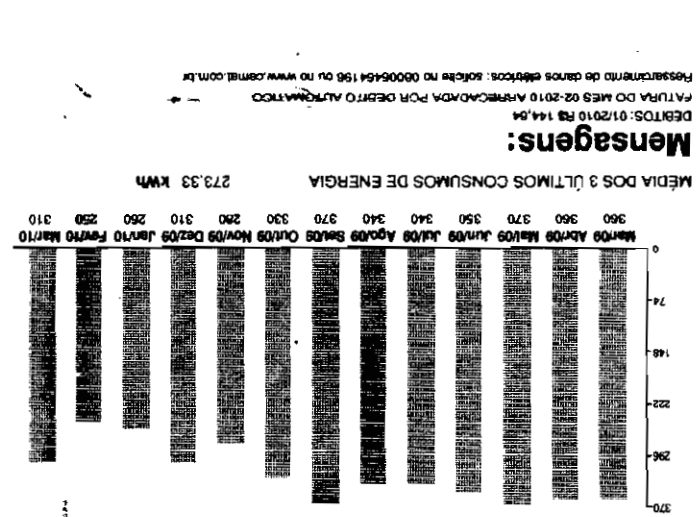 370
296
222
148
74
0
Mar/09 Abr/09 Mai/09 Jun/09 Jul/09 Ago/09 Set/09 Out/09 Nov/09 Dez/09 Jan/10 Fev/10 Mar/10
360 360 370 350 340 340 370 330 280 310 260 250 310
MÉDIA DOS 3 ÚLTIMOS CONSUMOS DE ENERGIA 273,33 kWh
Mensagens:
DEBITOS: 01/2010 R$ 144,64
FATURA DO MES 02-2010 ARRECADADA POR DEBITO AUTOMATICO
Ressarcimento de danos elétricos: solicite no 08006464196 ou no www.cemat.com.br